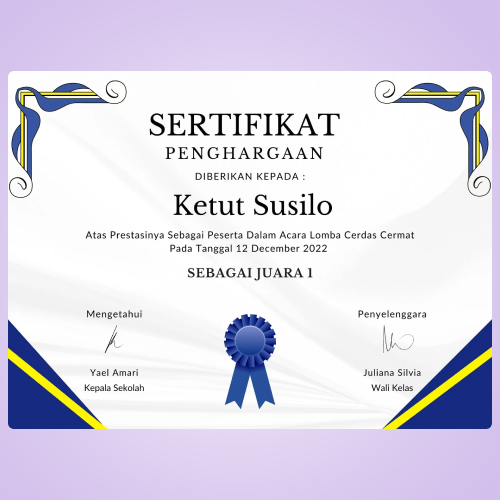 SERTIFIKAT
PENGHARGAAN
DIBERIKAN KEPADA :
Ketut Susilo
Atas Prestasinya Sebagai Peserta Dalam Acara Lomba Cerdas Cermat
Pada Tanggal 12 December 2022
SEBAGAI JUARA 1
Mengetahui
Penyelenggara
Yael Amari
Juliana Silvia
Kepala Sekolah
Wali Kelas